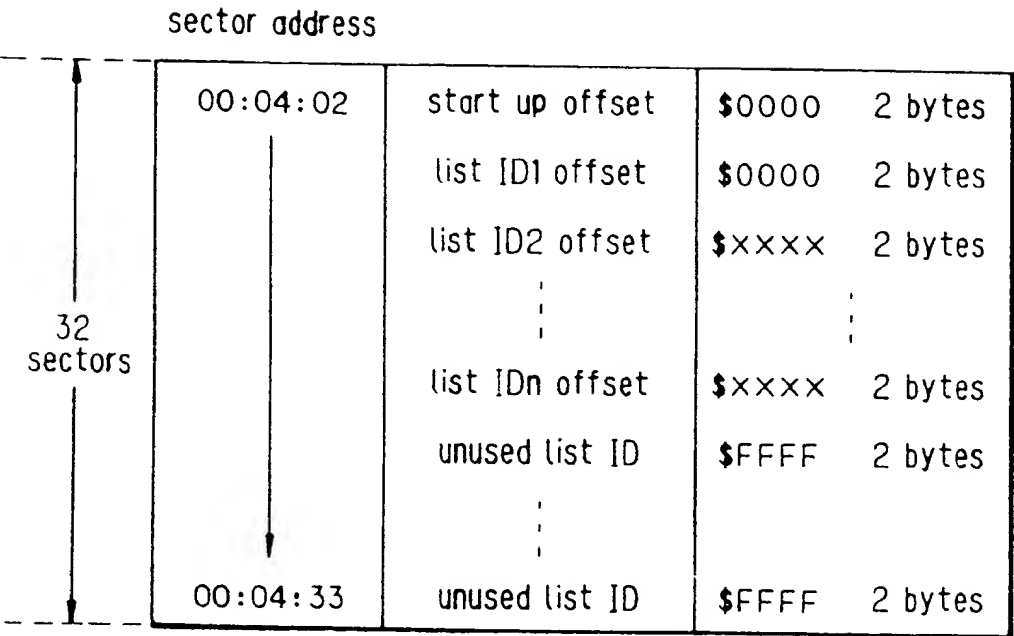 sector address
00:04:02 start up offset $0000 2 bytes
list ID1 offset $0000 2 bytes
list ID2 offset $×××× 2 bytes
32
sectors
list IDn offset $×××× 2 bytes
unused list ID $FFFF 2 bytes
00:04:33 unused list ID $FFFF 2 bytes